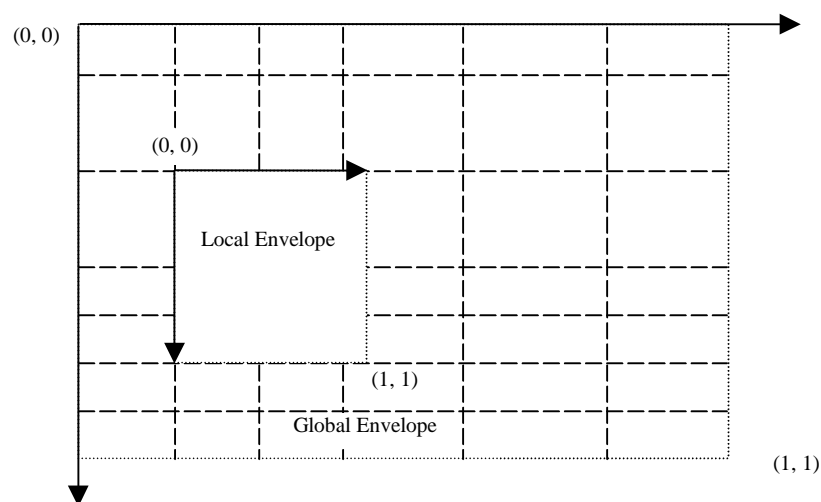 (0, 0)
(0, 0)
Local Envelope
(1, 1)
Global Envelope
(1, 1)